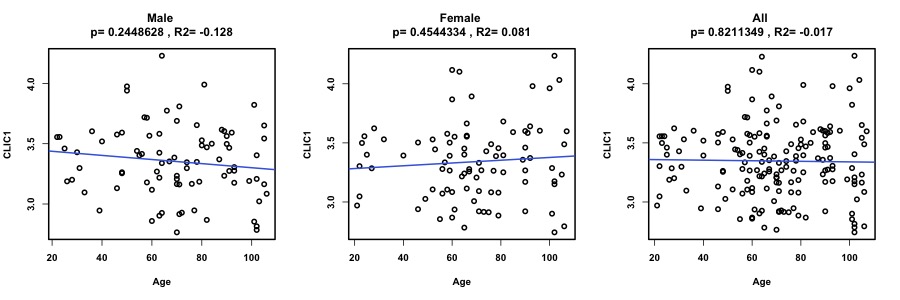 Male
p= 0.2448628 , R2= -0.128
CLIC1
4.0
3.5
3.0
20 40 60 80 100
Age
Female
p= 0.4544334 , R2= 0.081
CLIC1
4.0
3.5
3.0
20 40 60 80 100
Age
All
p= 0.8211349 , R2= -0.017
CLIC1
4.0
3.5
3.0
20 40 60 80 100
Age